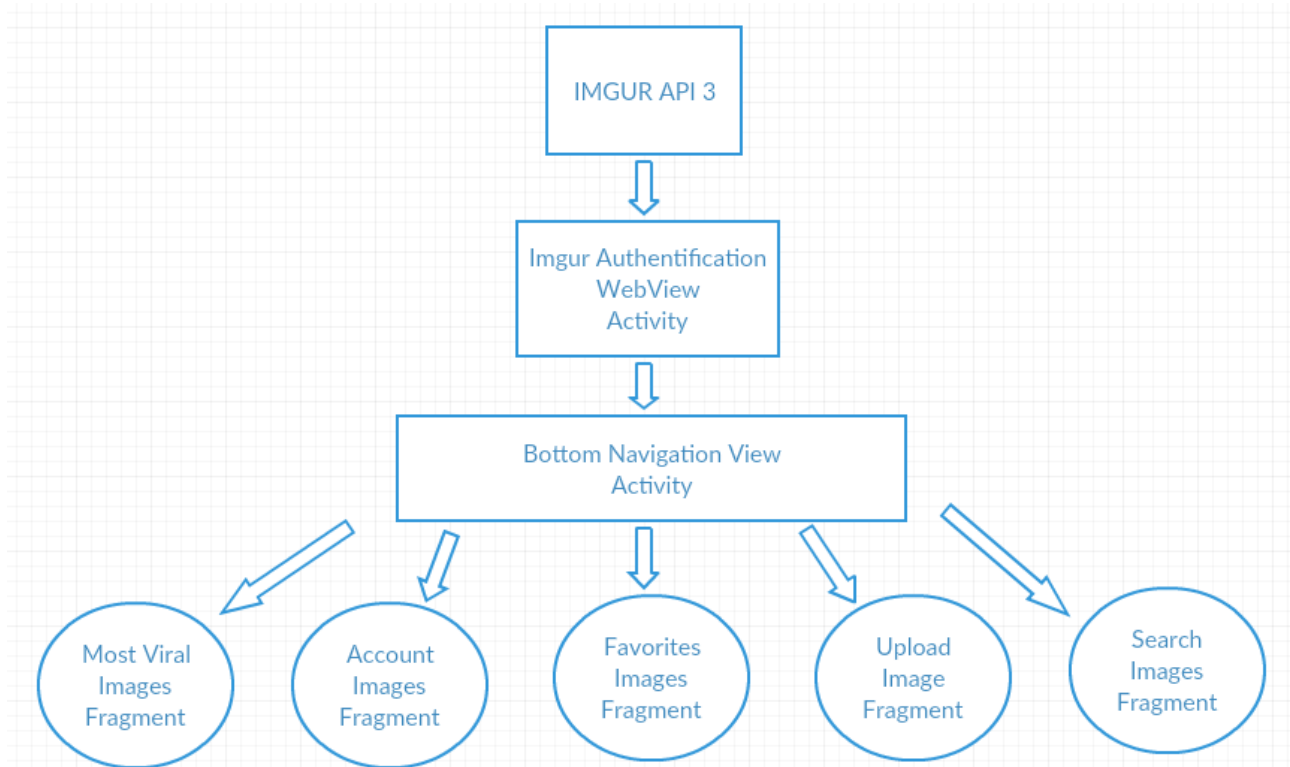 IMGUR API 3
Imgur Authentification
WebView
Activity
Bottom Navigation View
Activity
Most Viral
Images
Fragment
Account
Images
Fragment
Favorites
Images
Fragment
Upload
Image
Fragment
Search
Images
Fragment